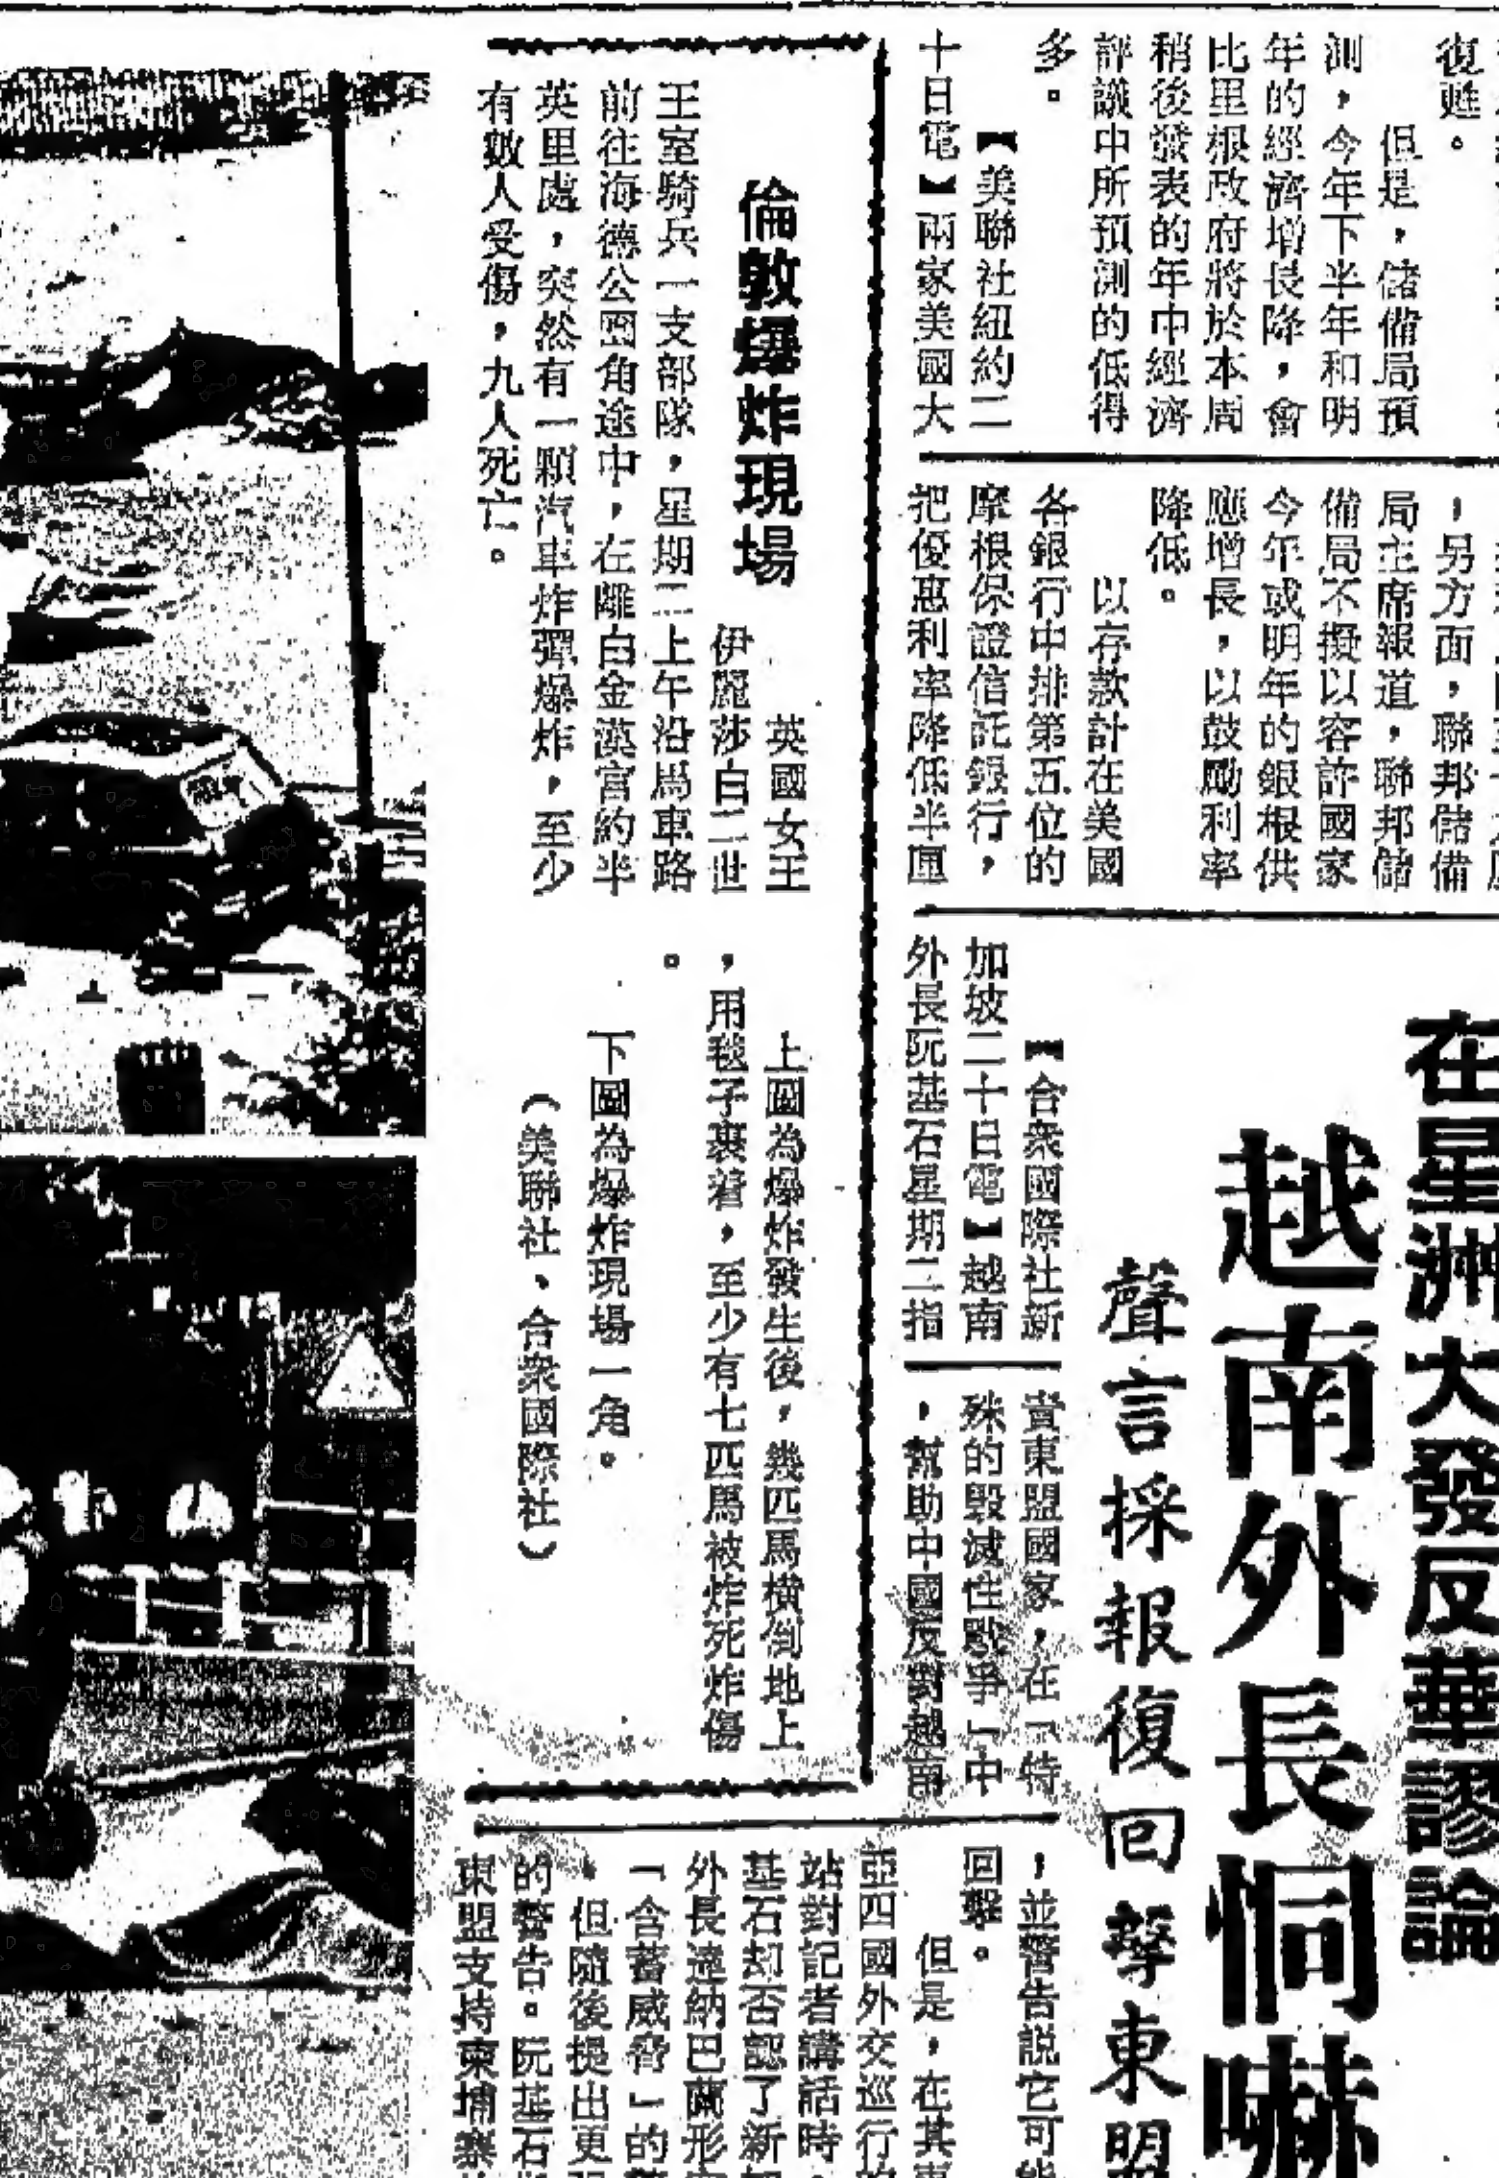 復甦。
但是，儲備局預
測，今年下半年和明
年的經濟增長降，會
比里根政府將於本周
稍後發表的年中經濟
評議中所預測的低得
多。
【美聯社紐約二
十日電】兩家美國大
，另方面，聯邦儲備
局主席報道，聯邦儲
備局不擬以容許國家
今年或明年的銀根供
應增長，以鼓勵利率
降低。
以存款計在美國
各銀行中排第五位的
摩根保證信託銀行，
把優惠利率降低半厘
在星洲大發反華謬論
越南外長恫嚇
聲言採報復回擊東盟
【合衆國際社新
加坡二十日電】越南
外長阮基石星期二指
責東盟國家，在「特
殊的毀滅性戰爭」中
，幫助中國反對越南
，並警告說它可能
回擊。
但是，在其東
亞四國外交巡行的
站對記者講話時，
基石却否認了新加
外長達納巴蘭形容
「含蓄威脅」的
，但隨後提出更
的警告。阮基石
東盟支持柬埔寨
倫敦爆炸現場
英國女王
伊麗莎白二世
王室騎兵一支部隊，星期二上午沿馬車路
前往海德公園角途中，在離白金漢宮約半
英里處，突然有一顆汽車炸彈爆炸，至少
有數人受傷，九人死亡。
上圖為爆炸發生後，幾匹馬橫倒地上
，用毯子裹着，至少有七匹馬被炸死炸傷
。
下圖為爆炸現場一角。
（美聯社、合衆國際社）